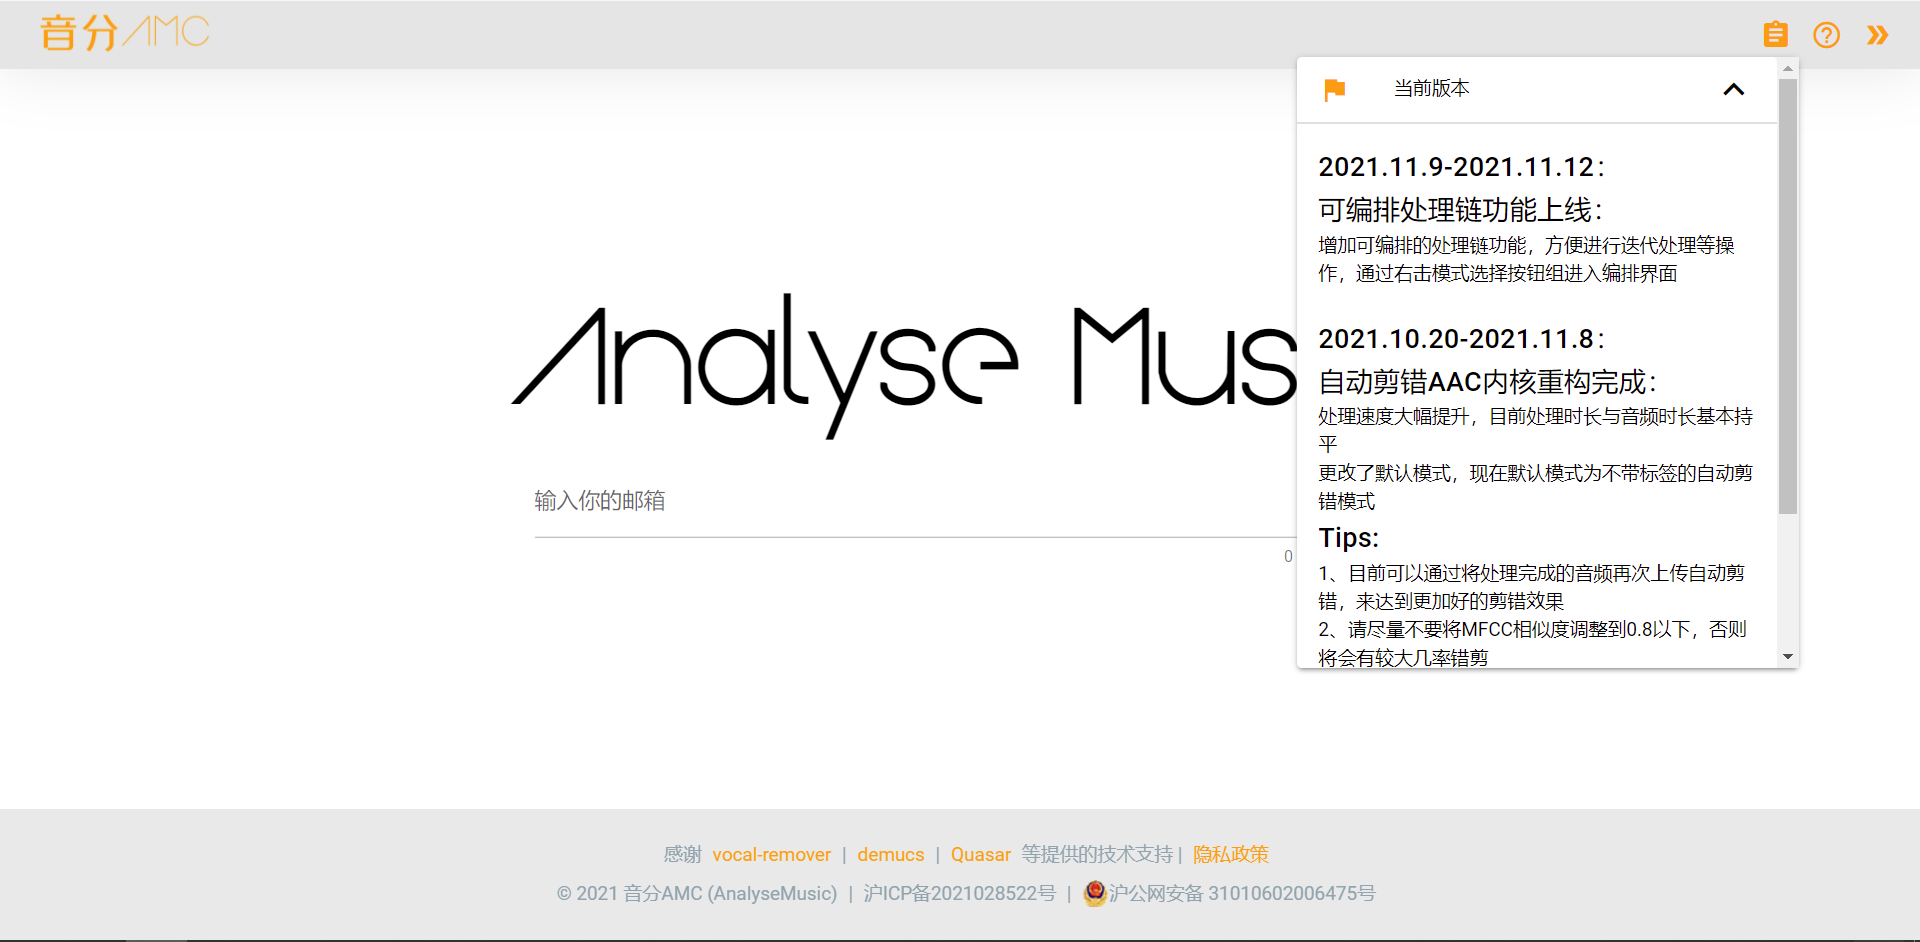 音分AMC
当前版本
2021.11.9-2021.11.12：
可编排处理链功能上线：
增加可编排的处理链功能，方便进行迭代处理等操
作，通过右击模式选择按钮组进入编排界面
2021.10.20-2021.11.8：
自动剪错AAC内核重构完成：
处理速度大幅提升，目前处理时长与音频时长基本持
平
更改了默认模式，现在默认模式为不带标签的自动剪
错模式
Tips:
1、目前可以通过将处理完成的音频再次上传自动剪
错，来达到更加好的剪错效果
2、请尽量不要将MFCC相似度调整到0.8以下，否则
将会有较大几率错剪
Analyse Mus
输入你的邮箱
0
感谢 vocal-remover | demucs | Quasar 等提供的技术支持 | 隐私政策
© 2021 音分AMC (AnalyseMusic) | 沪ICP备2021028522号 | 沪公网安备 31010602006475号